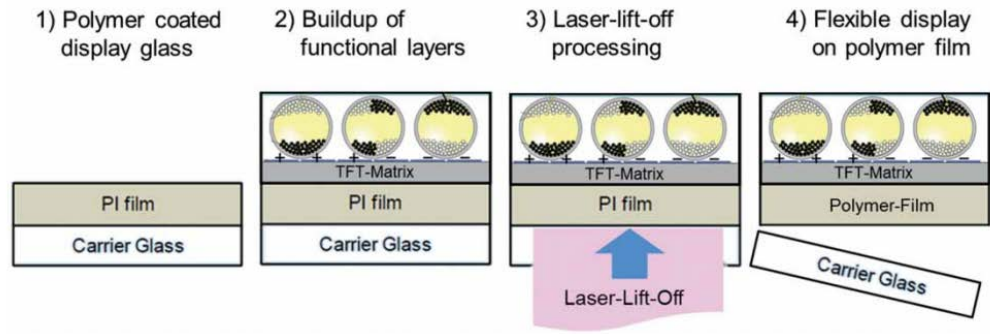 1) Polymer coated
display glass
2) Buildup of
functional layers
3) Laser-lift-off
processing
4) Flexible display
on polymer film
PI film
Carrier Glass
+ + + - - -
TFT-Matrix
PI film
Carrier Glass
+ + + - - -
TFT-Matrix
PI film
Laser-Lift-Off
+ + + - - -
TFT-Matrix
Polymer-Film
Carrier Glass